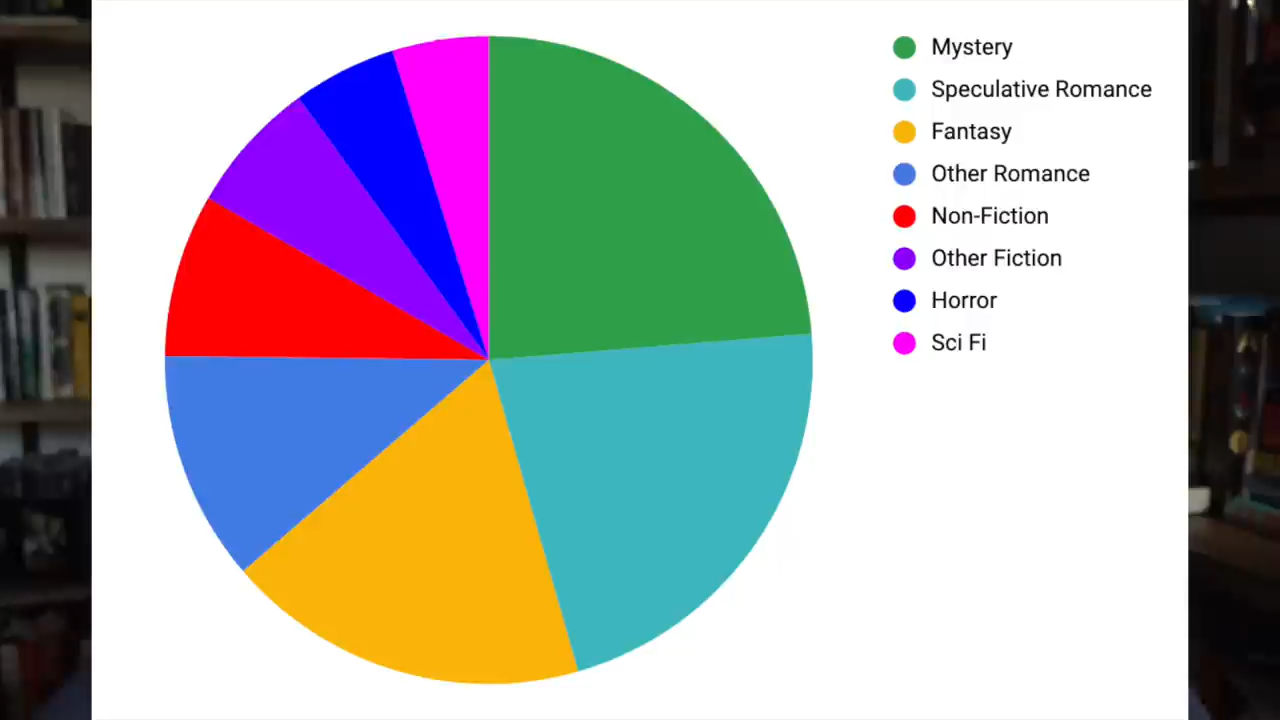 Mystery
Speculative Romance
Fantasy
Other Romance
Non-Fiction
Other Fiction
Horror
Sci Fi